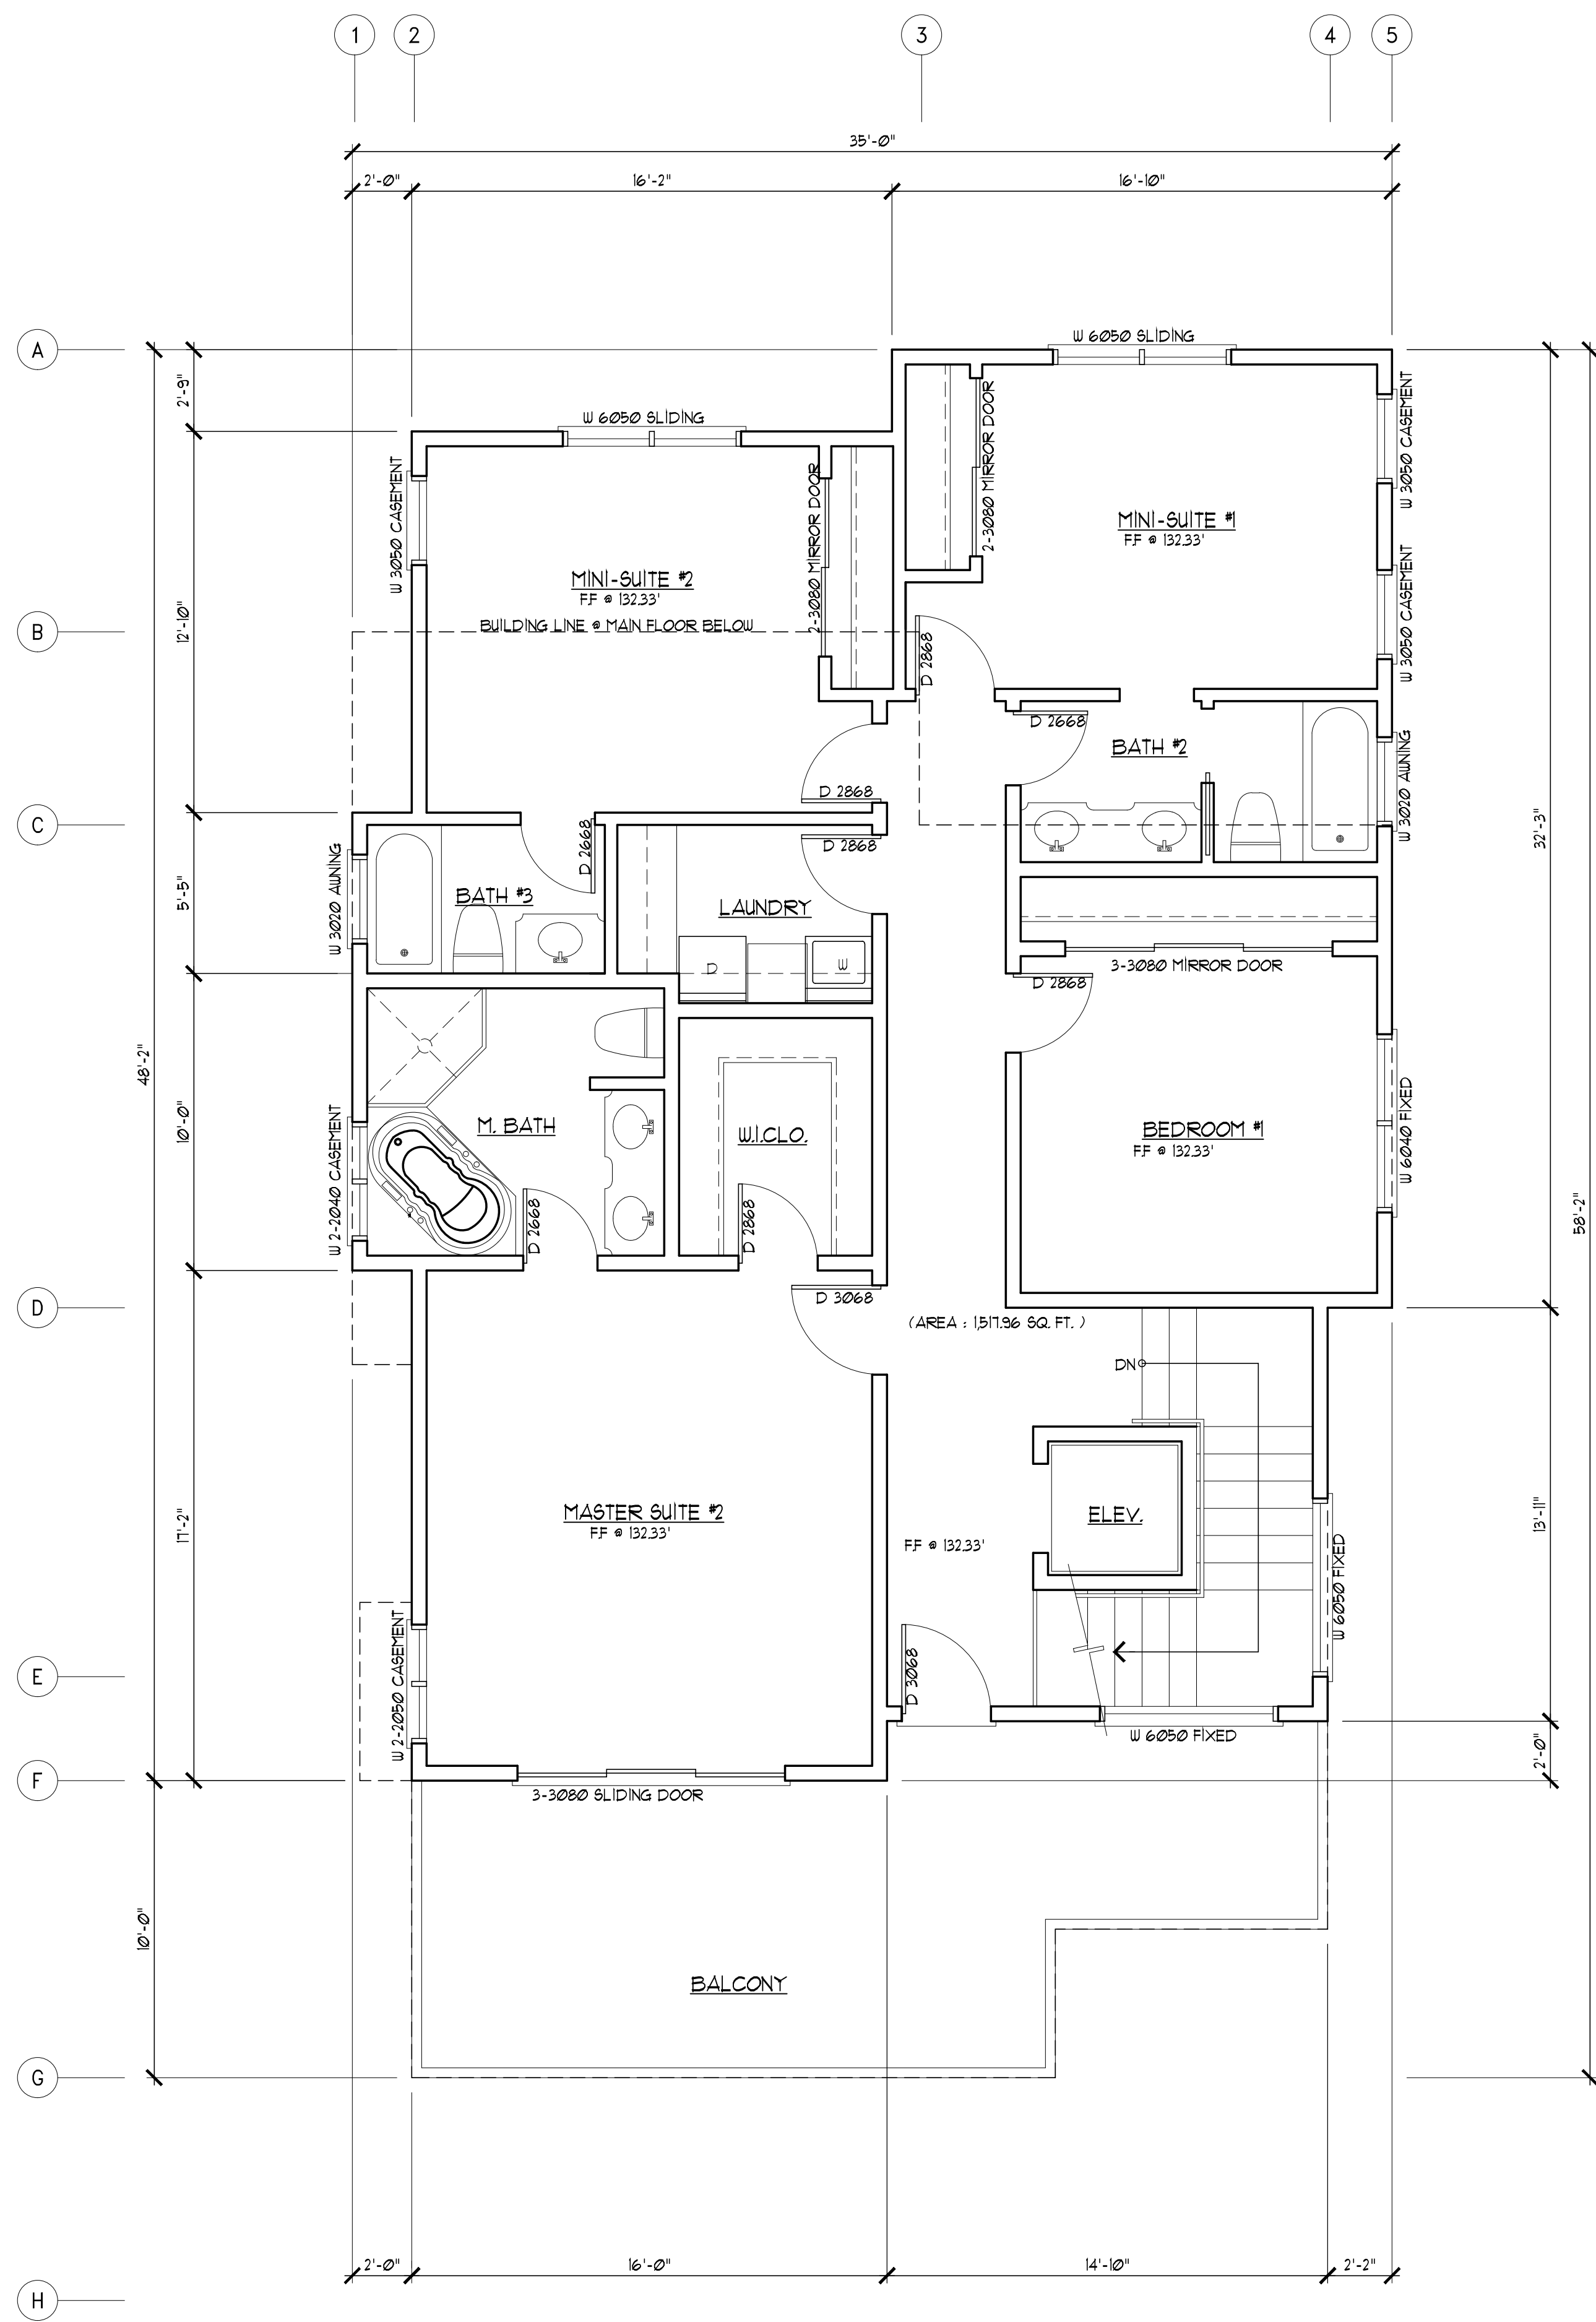 1 2 3 4 5
35'-0"
2'-0" 16'-2" 16'-10"
A
W 6050 SLIDING
2'-9"
W 6050 SLIDING
W 3050 CASEMENT
2-3080 MIRROR DOOR
2-3080 MIRROR DOOR
W 3050 CASEMENT
MINI-SUITE #1
F.F @ 132.33'
MINI-SUITE #2
F.F @ 132.33'
BUILDING LINE @ MAIN FLOOR BELOW
B
12'-10"
W 3050 CASEMENT
D 2868
D 2668
BATH #2
W 3020 AWNING
D 2868
C
D 2868
D 2668
32'-3"
W 3020 AWNING
5'-5"
BATH #3
LAUNDRY
D
W
3-3080 MIRROR DOOR
D 2868
48'-2"
10'-0"
W 2-2040 CASEMENT
M. BATH
W.I.CLO.
BEDROOM #1
F.F @ 132.33'
W 6040 FIXED
58'-2"
D 2668
D 2868
D
D 3068
(AREA : 1,517.96 SQ. FT. )
DN
MASTER SUITE #2
F.F @ 132.33'
ELEV.
17'-2"
13'-11"
F.F @ 132.33'
W 6050 FIXED
E
W 2-2050 CASEMENT
D 3068
W 6050 FIXED
2'-0"
F
3-3080 SLIDING DOOR
10'-0"
BALCONY
G
2'-0" 16'-0" 14'-10" 2'-2"
H